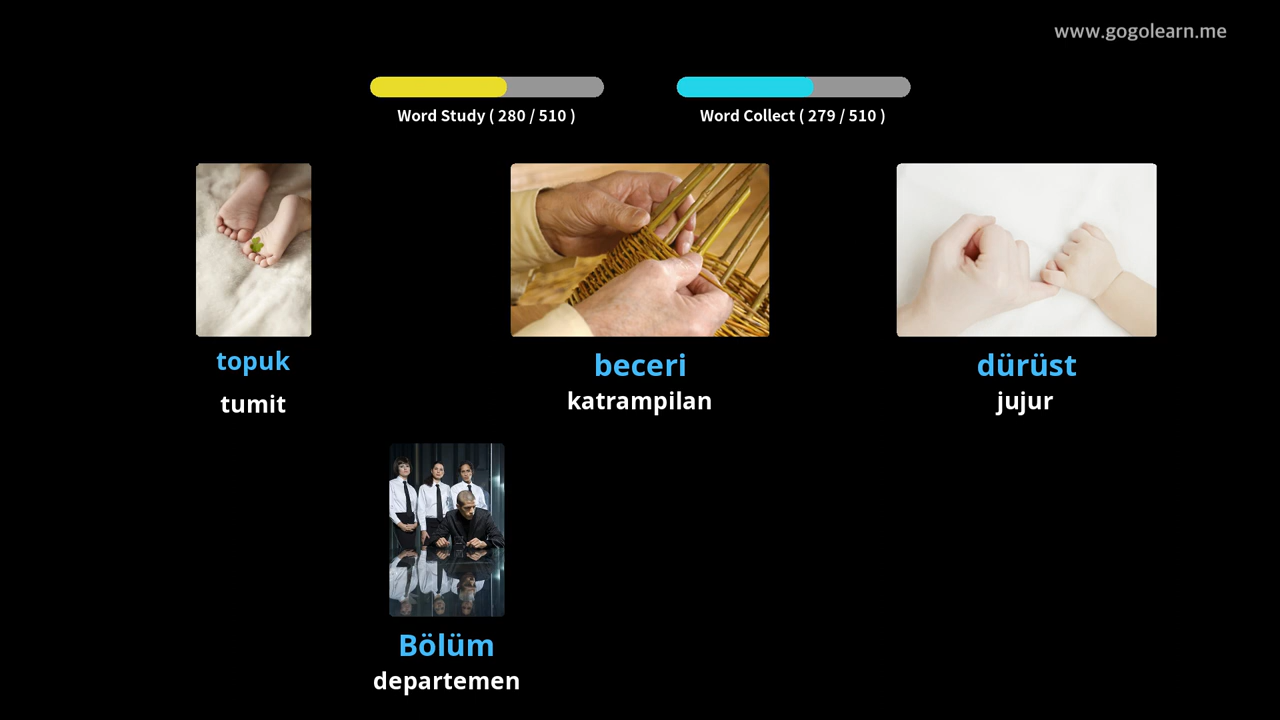 www.gogolearn.me
Word Study ( 280 / 510 )
Word Collect ( 279 / 510 )
topuk
tumit
beceri
katrampilan
dürüst
jujur
Bölüm
departemen